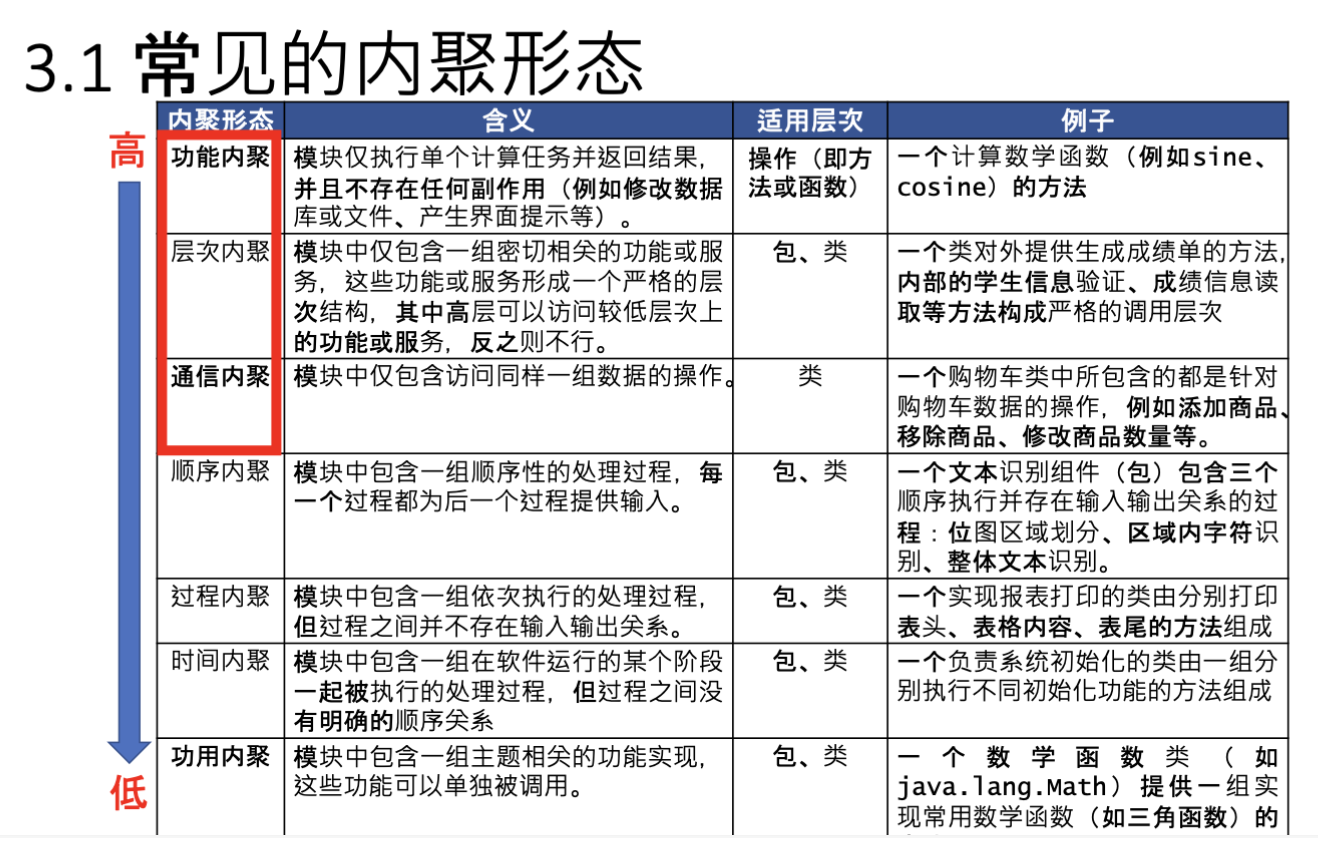 3.1 常见的内聚形态
高
低
内聚形态
含义
适用层次
例子
功能内聚
模块仅执行单个计算任务并返回结果，
并且不存在任何副作用（例如修改数据
库或文件、产生界面提示等）。
操作（即方
法或函数）
一个计算数学函数（例如sine、
cosine）的方法
层次内聚
模块中仅包含一组密切相关的功能或服
务，这些功能或服务形成一个严格的层
次结构，其中高层可以访问较低层次上
的功能或服务，反之则不行。
包、类
一个类对外提供生成成绩单的方法，
内部的学生信息验证、成绩信息读
取等方法构成严格的调用层次
通信内聚
模块中仅包含访问同样一组数据的操作。
类
一个购物车类中所包含的都是针对
购物车数据的操作，例如添加商品、
移除商品、修改商品数量等。
顺序内聚
模块中包含一组顺序性的处理过程，每
一个过程都为后一个过程提供输入。
包、类
一个文本识别组件（包）包含三个
顺序执行并存在输入输出关系的过
程：位图区域划分、区域内字符识
别、整体文本识别。
过程内聚
模块中包含一组依次执行的处理过程，
但过程之间并不存在输入输出关系。
包、类
一个实现报表打印的类由分别打印
表头、表格内容、表尾的方法组成
时间内聚
模块中包含一组在软件运行的某个阶段
一起被执行的处理过程，但过程之间没
有明确的顺序关系
包、类
一个负责系统初始化的类由一组分
别执行不同初始化功能的方法组成
功用内聚
模块中包含一组主题相关的功能实现，
这些功能可以单独被调用。
包、类
一个数学函数类（如
java.lang.Math）提供一组实
现常用数学函数（如三角函数）的